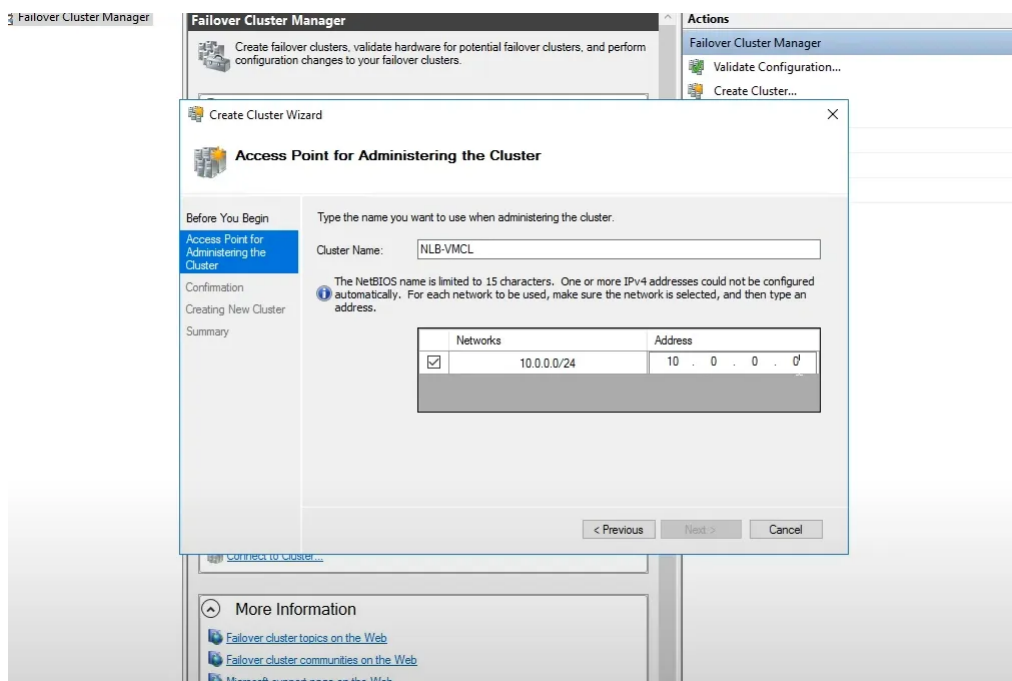 Failover Cluster Manager
Failover Cluster Manager
Create failover clusters, validate hardware for potential failover clusters, and perform
configuration changes to your failover clusters.
Actions
Failover Cluster Manager
Validate Configuration...
Create Cluster...
Create Cluster Wizard
Access Point for Administering the Cluster
Before You Begin
Access Point for
Administering the
Cluster
Confirmation
Creating New Cluster
Summary
Type the name you want to use when administering the cluster.
Cluster Name:
NLB-VMCL
The NetBIOS name is limited to 15 characters. One or more IPv4 addresses could not be configured
automatically. For each network to be used, make sure the network is selected, and then type an
address.
Networks
Address
10.0.0.0/24
10 . 0 . 0 . 0
< Previous
Next >
Cancel
Connect to Cluster...
More Information
Failover cluster topics on the Web
Failover cluster communities on the Web
Microsoft support page on the Web